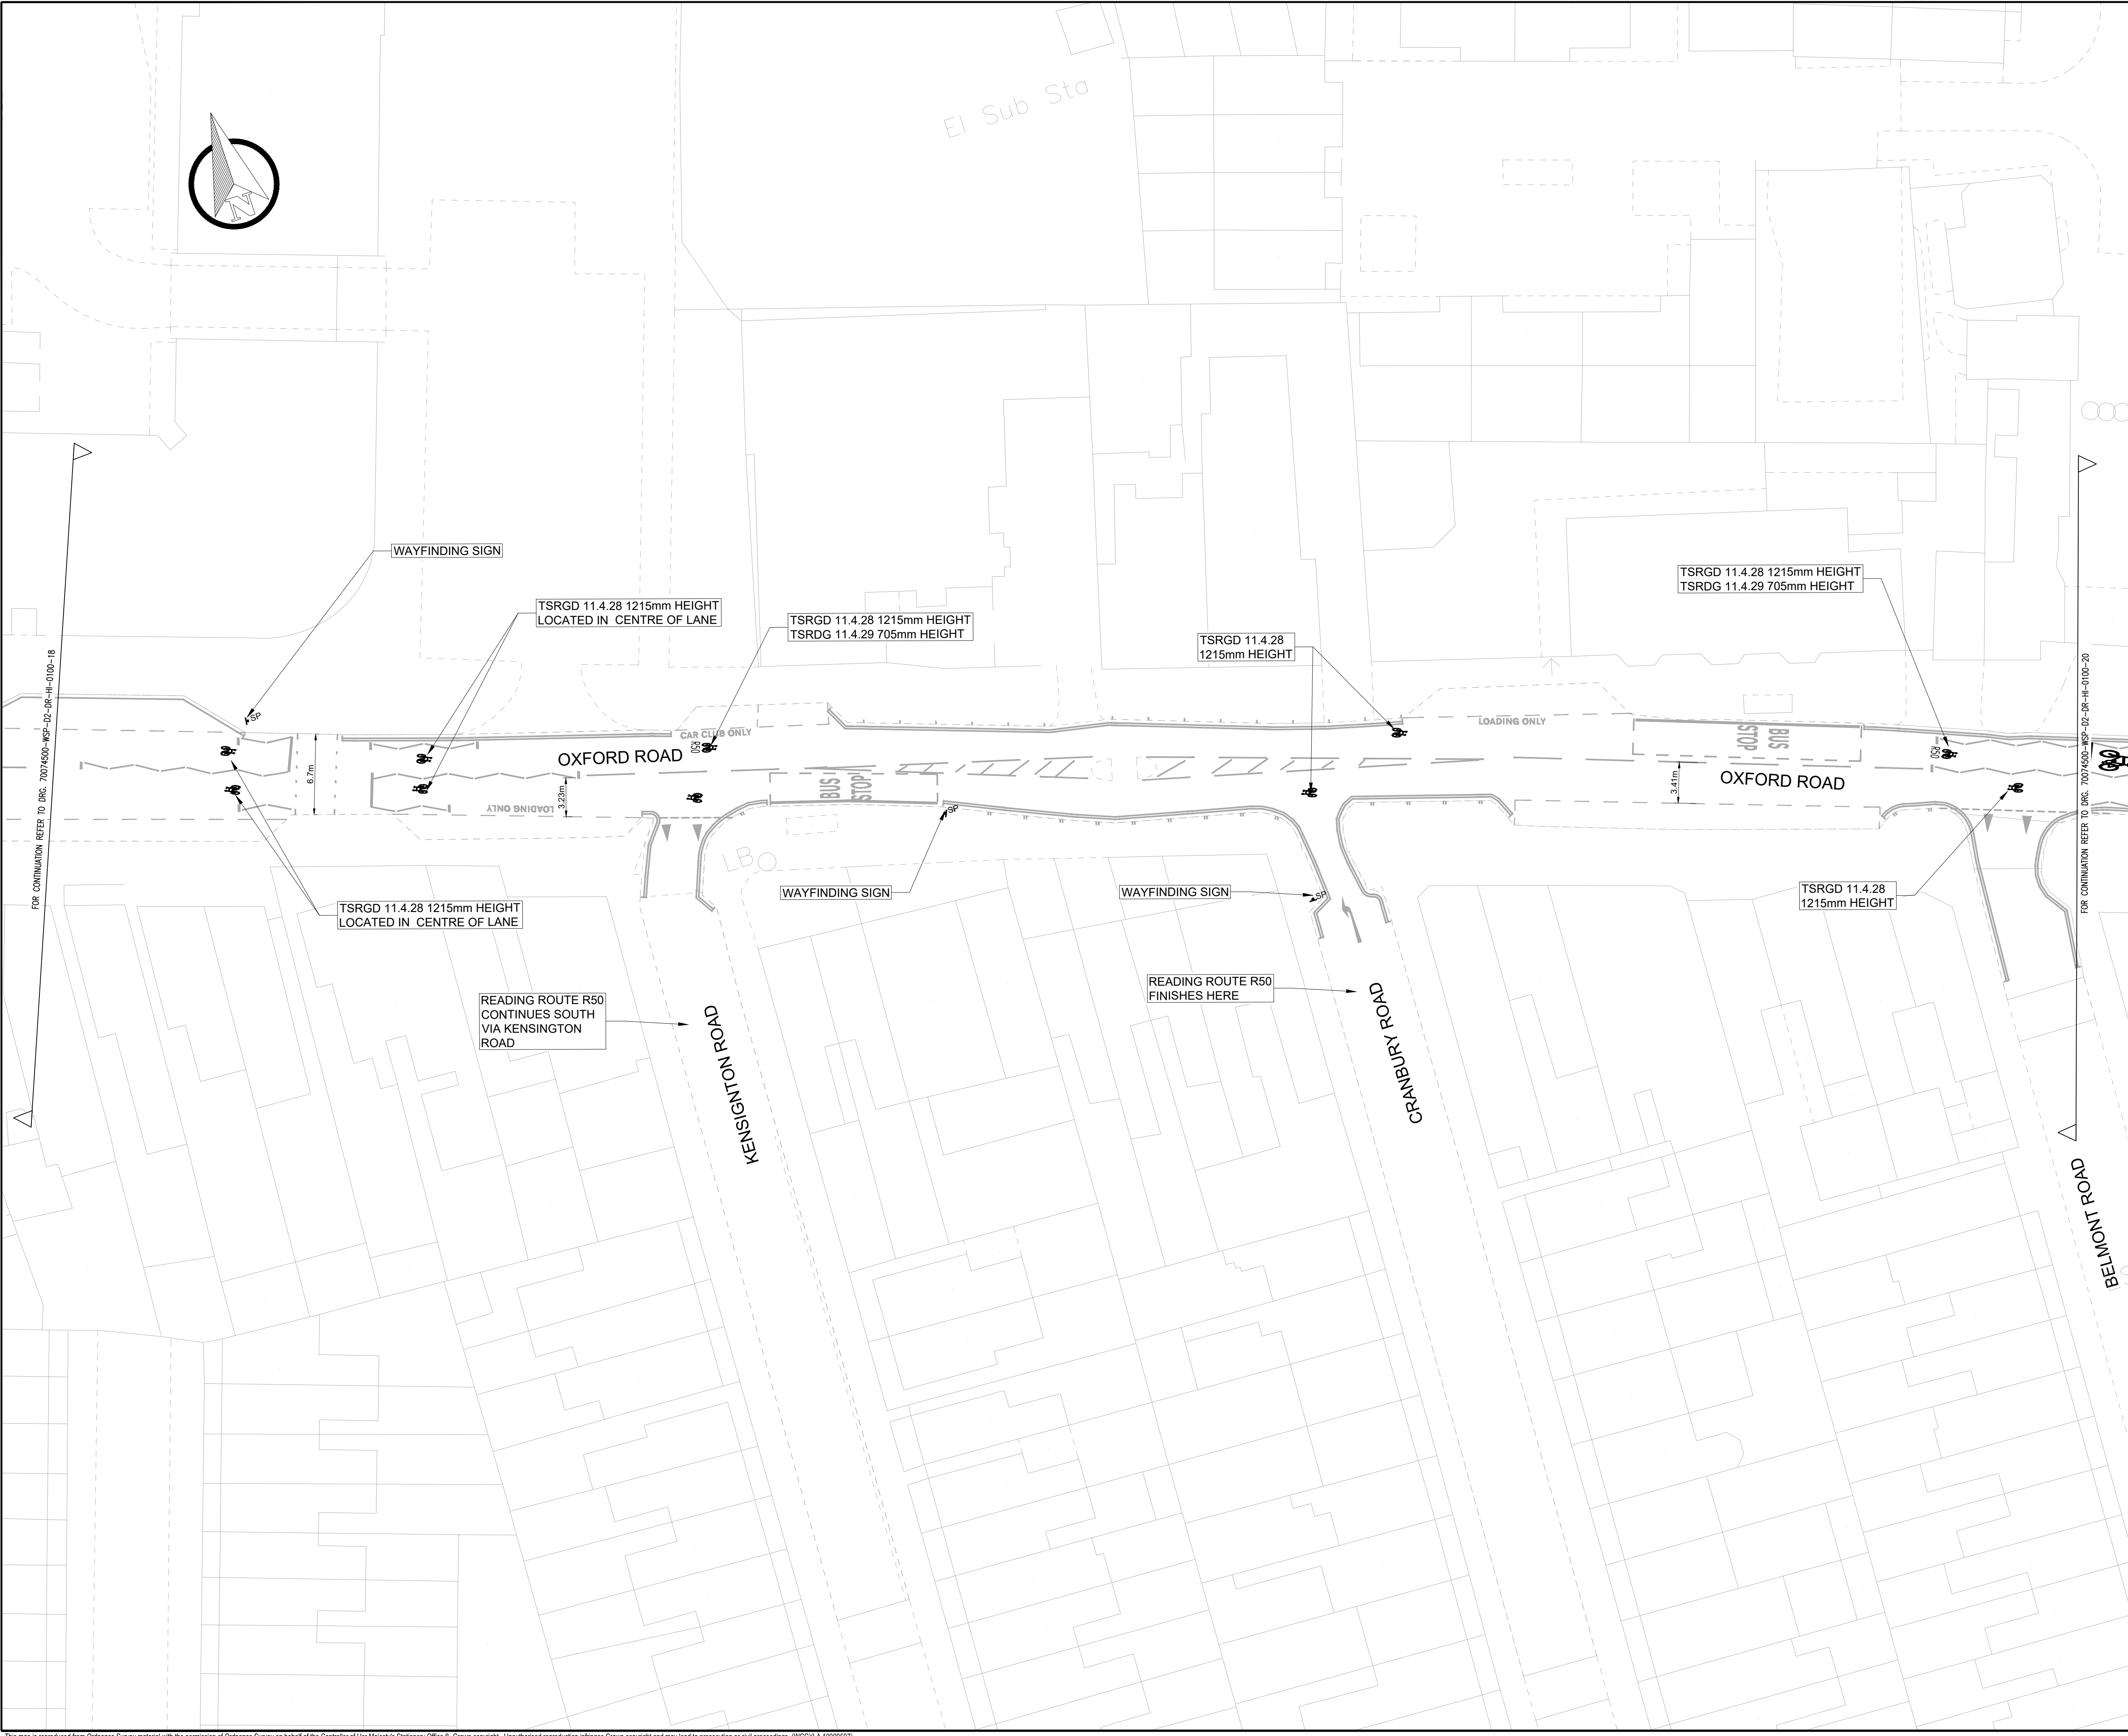 El Sub Sta
N
WAYFINDING SIGN
TSRGD 11.4.28 1215mm HEIGHT
LOCATED IN CENTRE OF LANE
TSRGD 11.4.28 1215mm HEIGHT
TSRDG 11.4.29 705mm HEIGHT
TSRGD 11.4.28
1215mm HEIGHT
TSRGD 11.4.28 1215mm HEIGHT
TSRDG 11.4.29 705mm HEIGHT
FOR CONTINUATION REFER TO DRG. 70074500-WSP-D2-DR-HI-0100-18
FOR CONTINUATION REFER TO DRG. 70074500-WSP-D2-DR-HI-0100-20
SP
CAR CLUB ONLY
LOADING ONLY
BUS
STOP
R50
R50
6.7m
OXFORD ROAD
3.23m
LOADING ONLY
BUS
STOP
SP
3.41m
OXFORD ROAD
LB
WAYFINDING SIGN
WAYFINDING SIGN
SP
TSRGD 11.4.28
1215mm HEIGHT
TSRGD 11.4.28 1215mm HEIGHT
LOCATED IN CENTRE OF LANE
READING ROUTE R50
CONTINUES SOUTH
VIA KENSINGTON
ROAD
READING ROUTE R50
FINISHES HERE
KENSIGNTON ROAD
CRANBURY ROAD
BELMONT ROAD